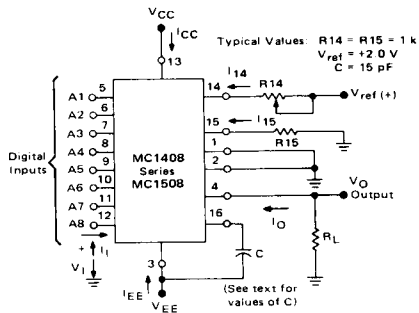 VCC
ICC
13
Typical Values: R14 = R15 = 1 k
Vref = +2.0 V
C = 15 pF
Digital Inputs
A1 5
A2 6
A3 7
A4 8
A5 9
A6 10
A7 11
A8 12
MC1408
Series
MC1508
I14
14
R14
Vref (+)
15
I15
R15
1
2
4
VO
Output
IO
16
C
RL
+ II
VI
3
IEE
VEE
(See text for
values of C)